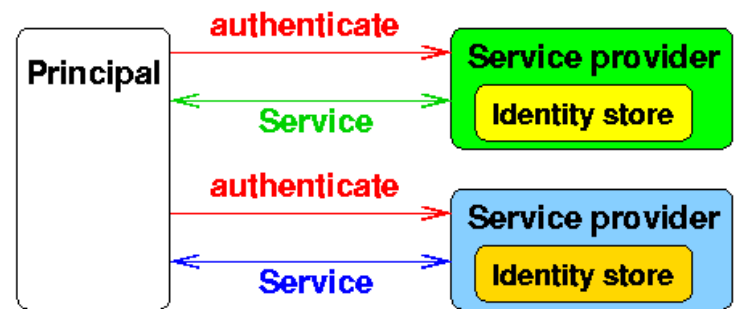 authenticate
Principal
Service provider
Identity store
Service
authenticate
Service provider
Identity store
Service